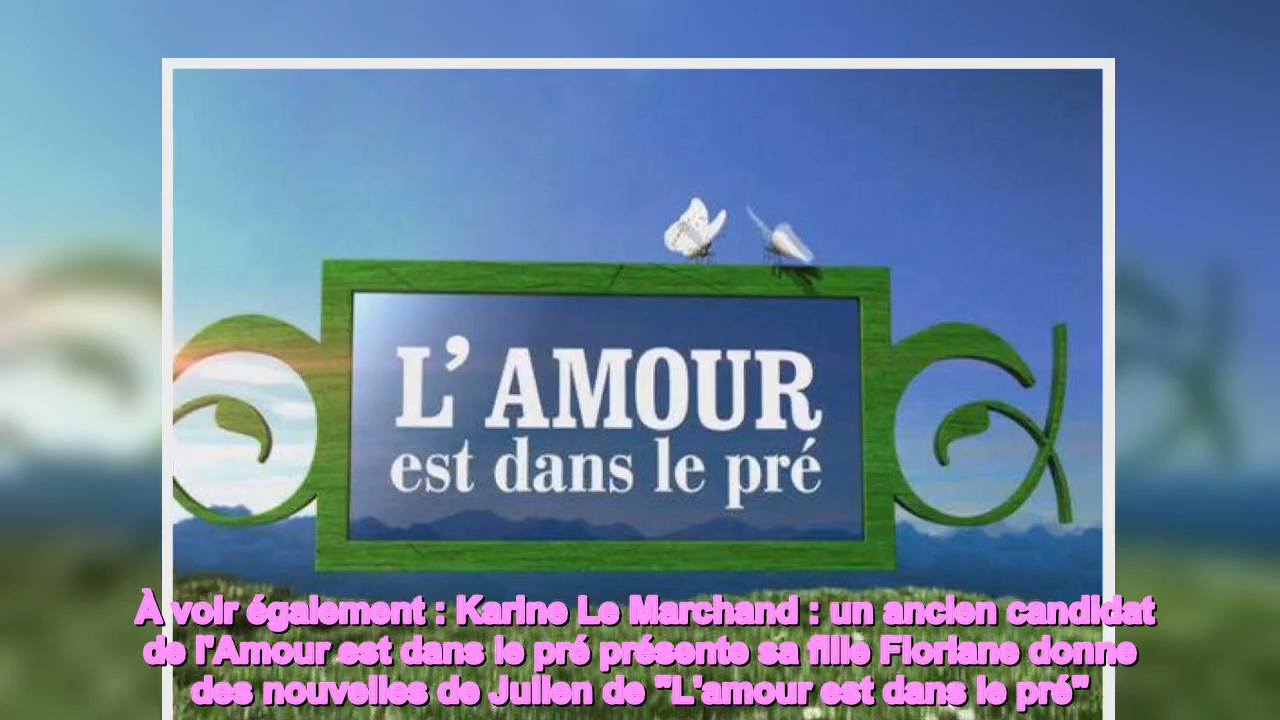 L'AMOUR
est dans le pré
À voir également : Karine Le Marchand : un ancien candidat
de l'Amour est dans le pré présente sa fille Floriane donne
des nouvelles de Julien de "L'amour est dans le pré"